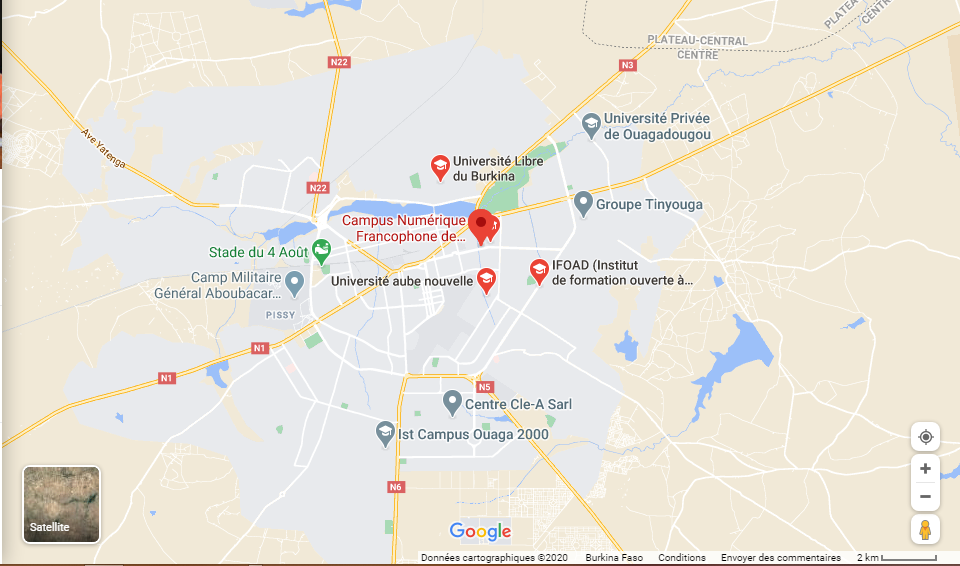 N22
N3
PLATEAU-CENTRAL
CENTRE
PLATEAU-CENTRAL
CENTRE
Ave Yatenga
Université Privée
de Ouagadougou
Université Libre
du Burkina
N22
Groupe Tinyouga
Campus Numérique
Francophone de...
Stade du 4 Août
IFOAD (Institut
de formation ouverte à...
Camp Militaire
Général Aboubacar...
Université aube nouvelle
PISSY
N1
N1
N5
Centre Cle-A Sarl
Ist Campus Ouaga 2000
N6
Satellite
Google
Données cartographiques ©2020 Burkina Faso Conditions Envoyer des commentaires 2 km